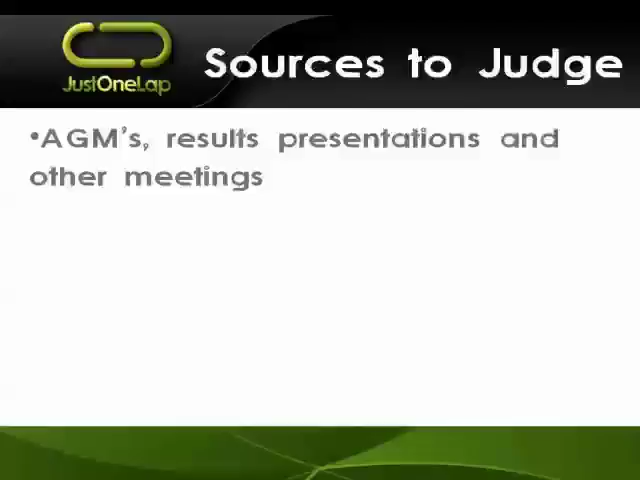 JustOneLap
Sources to Judge
•AGM's, results presentations and
other meetings